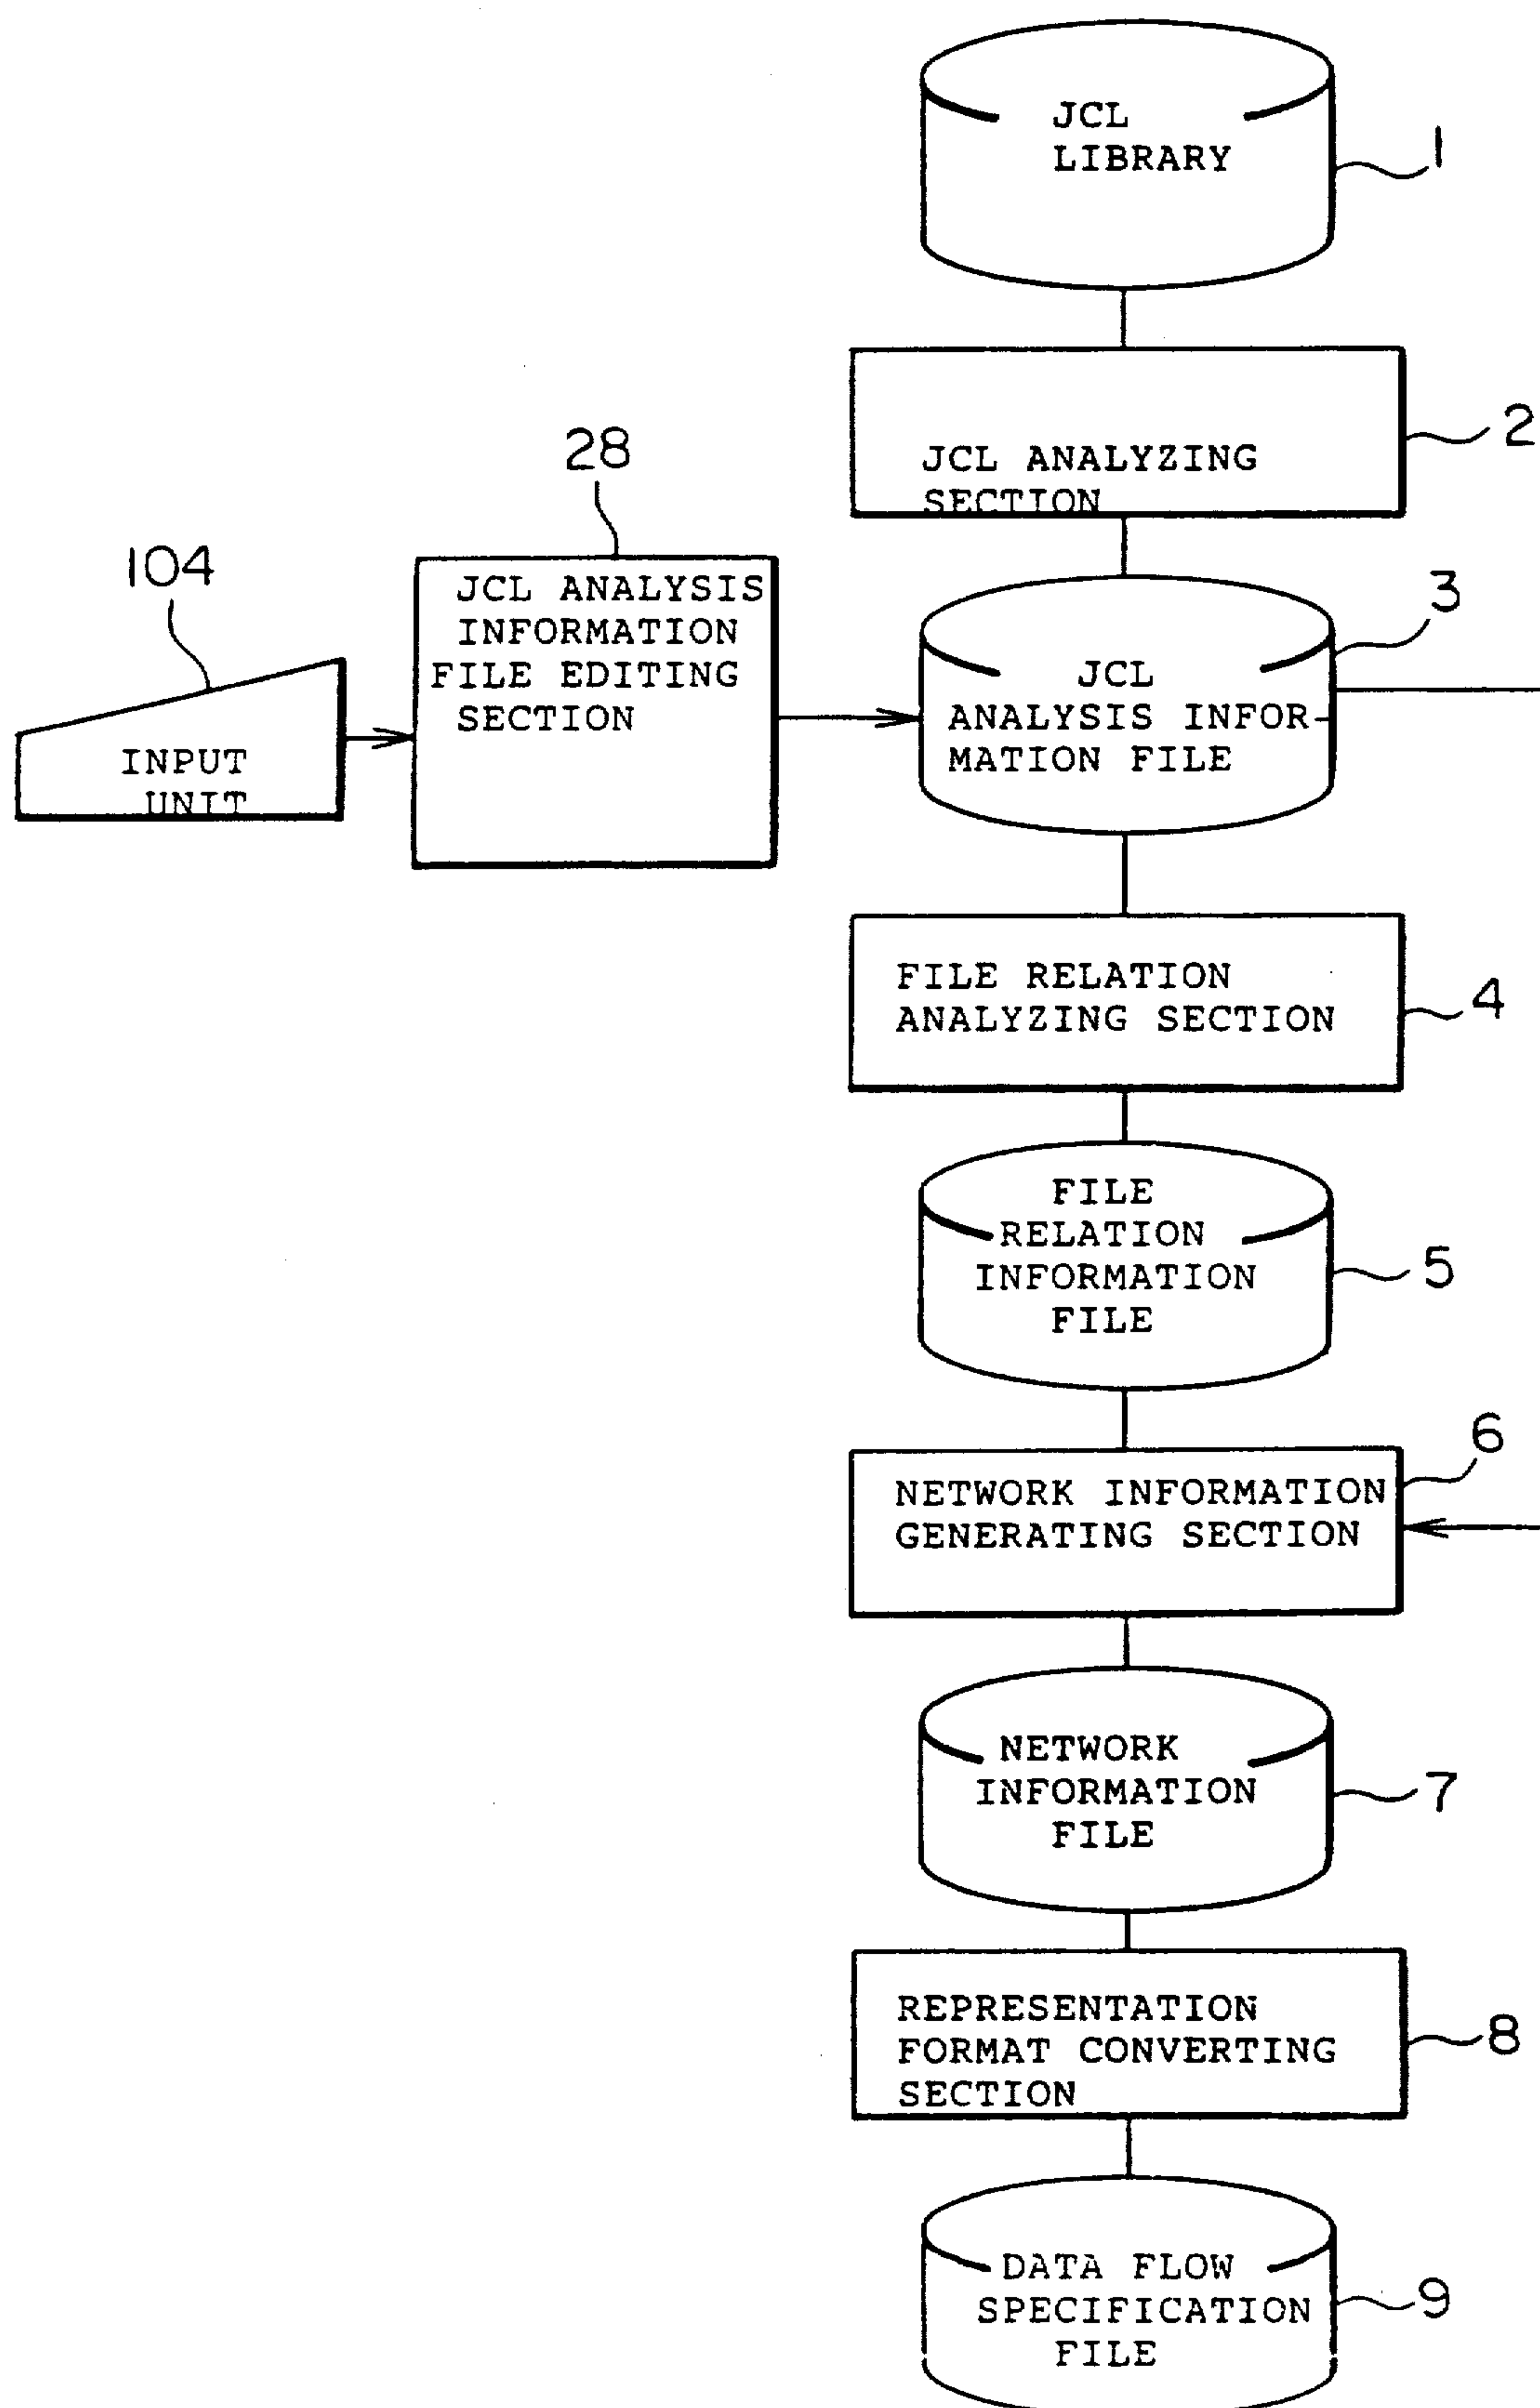 JCL
LIBRARY
1
JCL ANALYZING
SECTION
2
28
104
JCL ANALYSIS
INFORMATION
FILE EDITING
SECTION
INPUT
UNIT
3
JCL
ANALYSIS INFOR-
MATION FILE
FILE RELATION
ANALYZING SECTION
4
FILE
RELATION
INFORMATION
FILE
5
6
NETWORK INFORMATION
GENERATING SECTION
NETWORK
INFORMATION
FILE
7
REPRESENTATION
FORMAT CONVERTING
SECTION
8
DATA FLOW
SPECIFICATION
FILE
9